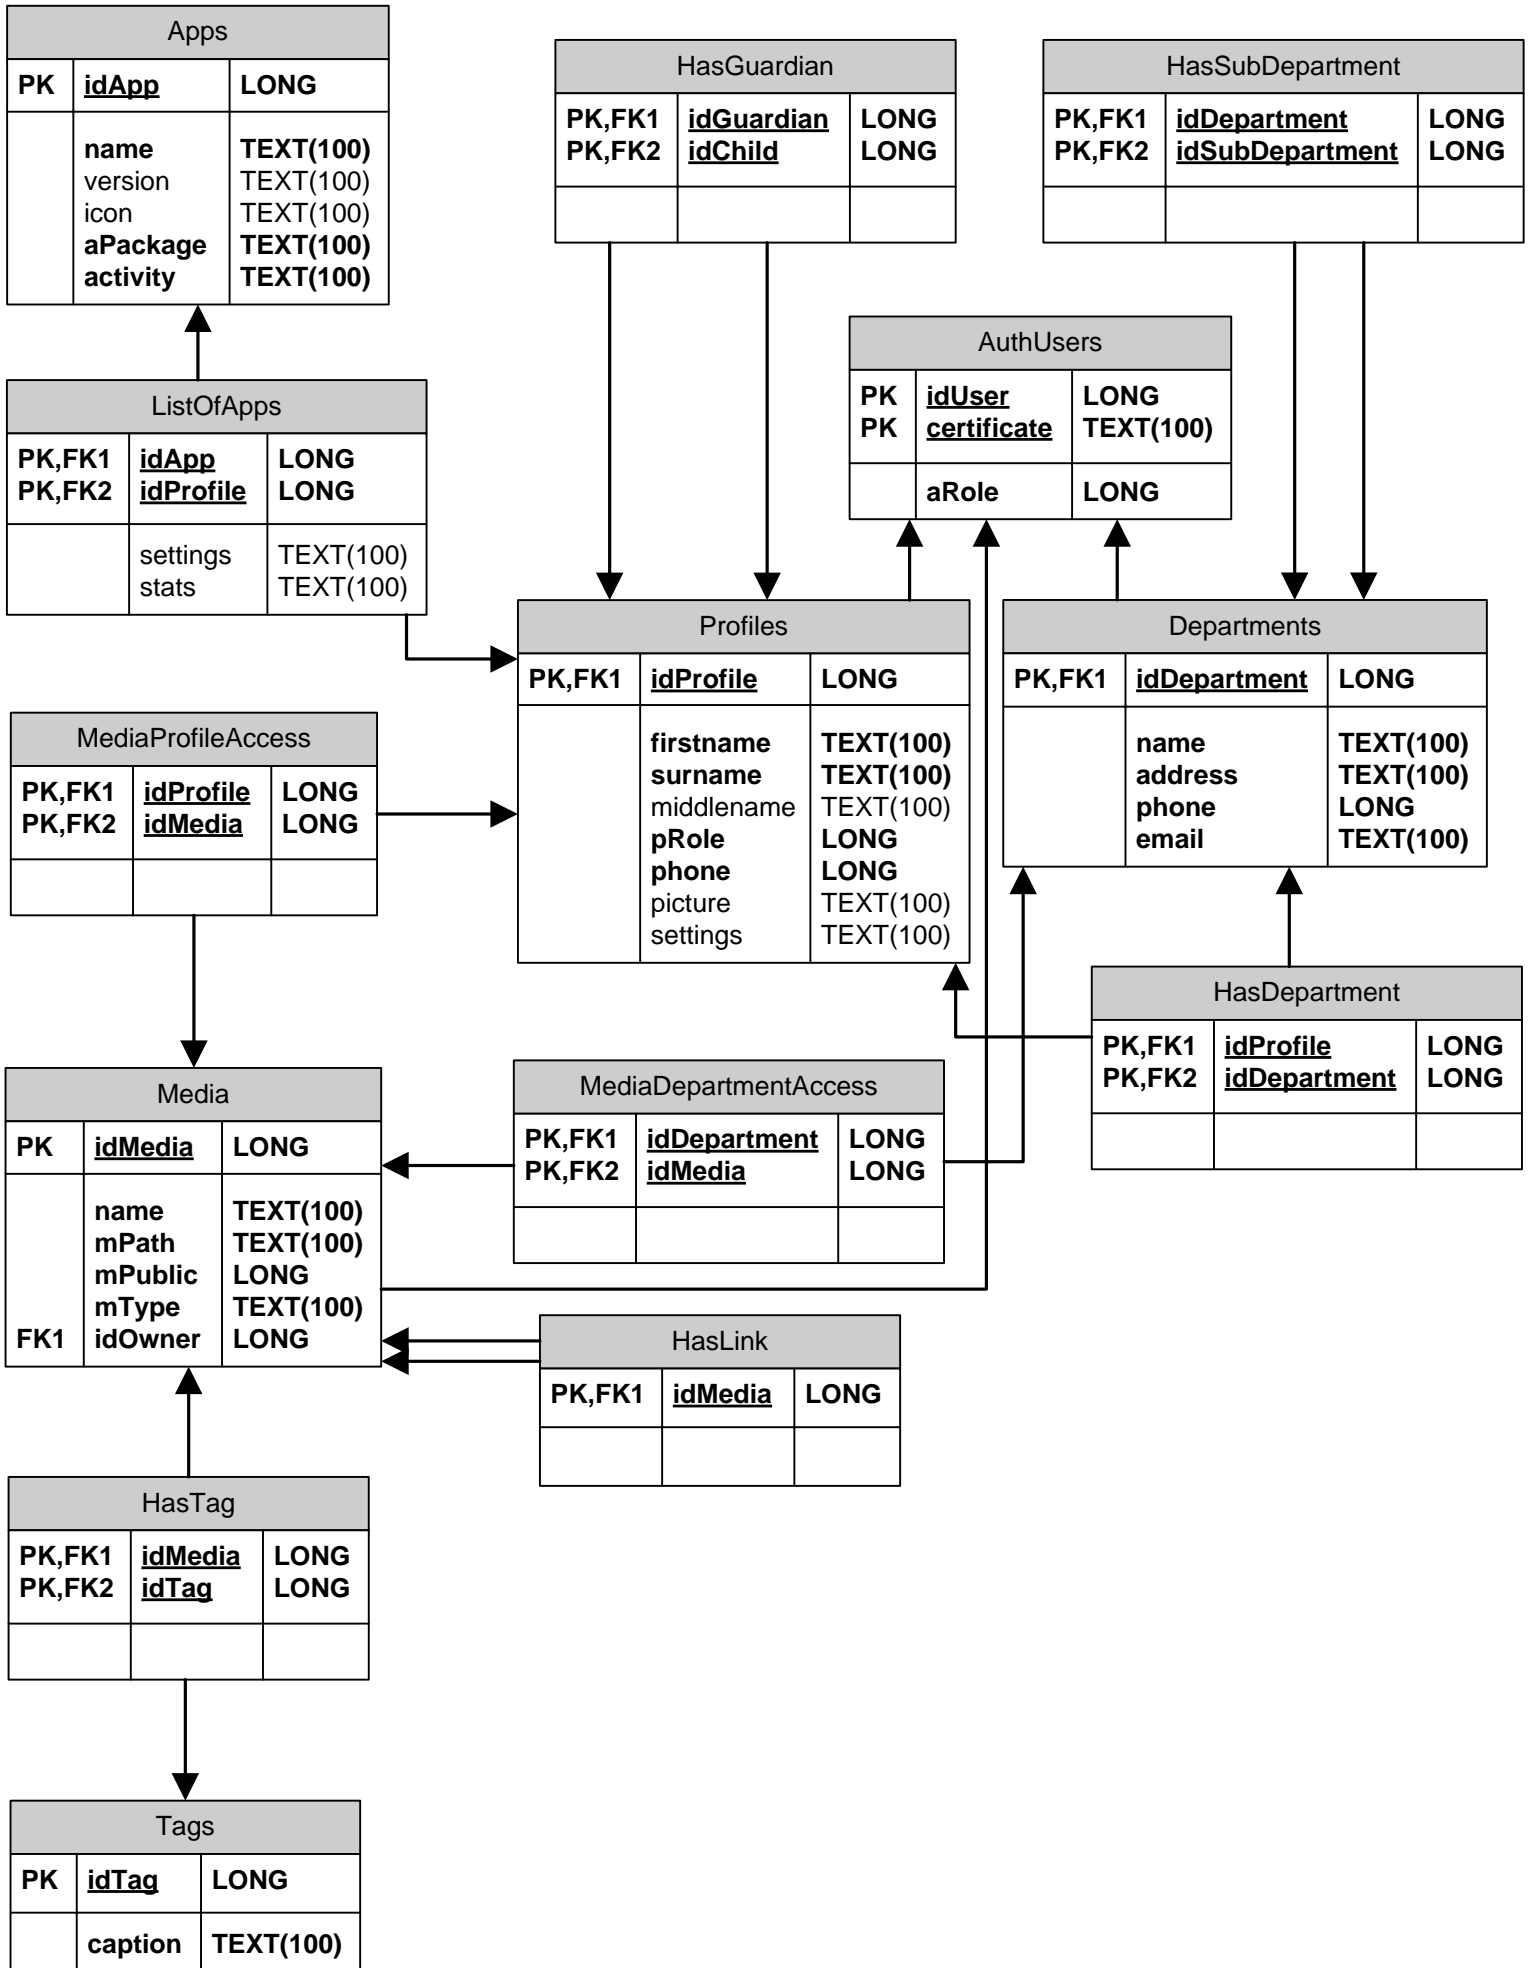 Apps
PK idApp LONG
name TEXT(100)
version TEXT(100)
icon TEXT(100)
aPackage TEXT(100)
activity TEXT(100)
HasGuardian
PK,FK1 idGuardian LONG
PK,FK2 idChild LONG
HasSubDepartment
PK,FK1 idDepartment LONG
PK,FK2 idSubDepartment LONG
AuthUsers
PK idUser LONG
PK certificate TEXT(100)
aRole LONG
ListOfApps
PK,FK1 idApp LONG
PK,FK2 idProfile LONG
settings TEXT(100)
stats TEXT(100)
Profiles
PK,FK1 idProfile LONG
firstname TEXT(100)
surname TEXT(100)
middlename TEXT(100)
pRole LONG
phone LONG
picture TEXT(100)
settings TEXT(100)
Departments
PK,FK1 idDepartment LONG
name TEXT(100)
address TEXT(100)
phone LONG
email TEXT(100)
MediaProfileAccess
PK,FK1 idProfile LONG
PK,FK2 idMedia LONG
HasDepartment
PK,FK1 idProfile LONG
PK,FK2 idDepartment LONG
Media
PK idMedia LONG
name TEXT(100)
mPath TEXT(100)
mPublic LONG
mType TEXT(100)
FK1 idOwner LONG
MediaDepartmentAccess
PK,FK1 idDepartment LONG
PK,FK2 idMedia LONG
HasLink
PK,FK1 idMedia LONG
HasTag
PK,FK1 idMedia LONG
PK,FK2 idTag LONG
Tags
PK idTag LONG
caption TEXT(100)